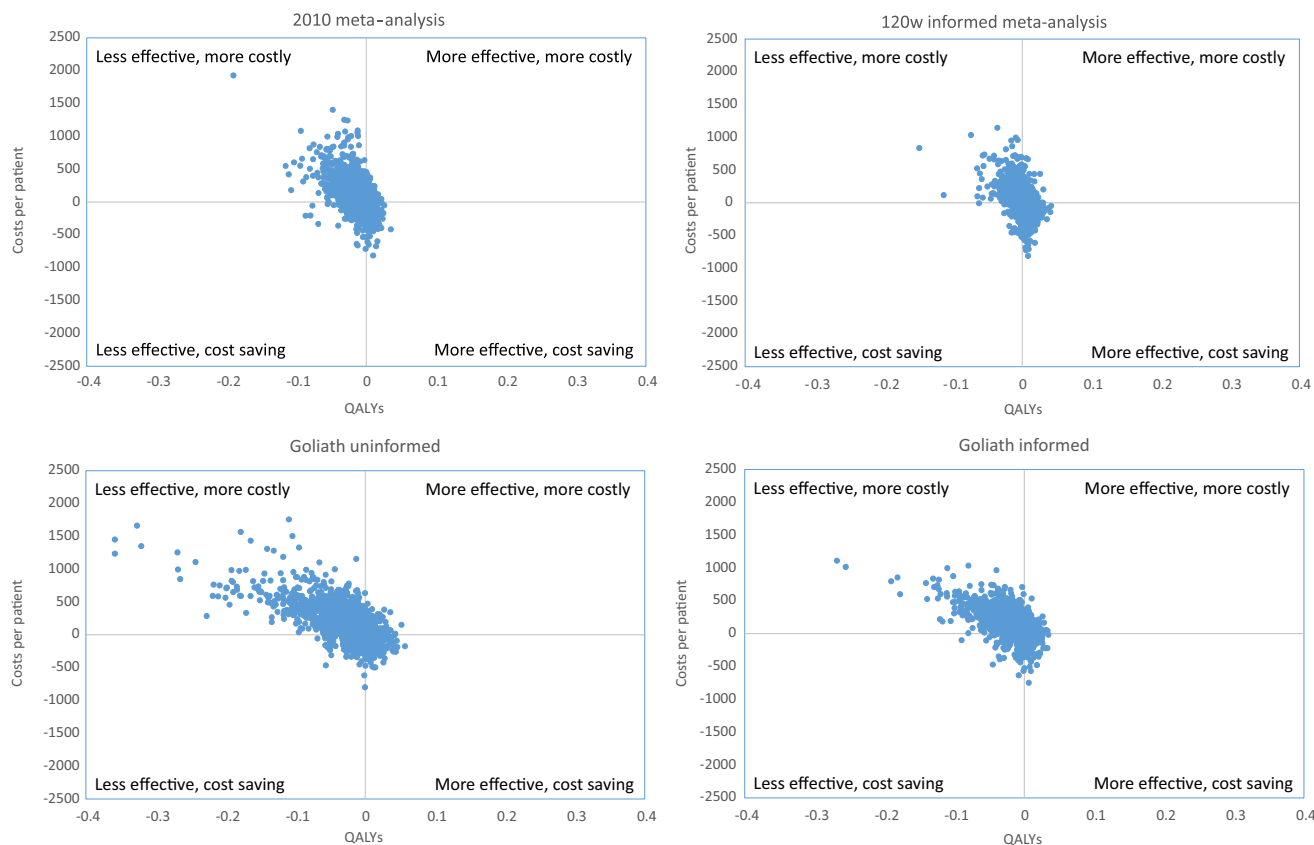 2010 meta-analysis
2500
2000
1500
1000
500
0
-500
-1000
-1500
-2000
-2500
Costs per patient
Less effective, more costly
More effective, more costly
Less effective, cost saving
More effective, cost saving
-0.4 -0.3 -0.2 -0.1 0 0.1 0.2 0.3 0.4
QALYs
120w informed meta-analysis
2500
2000
1500
1000
500
0
-500
-1000
-1500
-2000
-2500
Costs per patient
Less effective, more costly
More effective, more costly
Less effective, cost saving
More effective, cost saving
-0.4 -0.3 -0.2 -0.1 0 0.1 0.2 0.3 0.4
QALYs
Goliath uninformed
2500
2000
1500
1000
500
0
-500
-1000
-1500
-2000
-2500
Costs per patient
Less effective, more costly
More effective, more costly
Less effective, cost saving
More effective, cost saving
-0.4 -0.3 -0.2 -0.1 0 0.1 0.2 0.3 0.4
QALYs
Goliath informed
2500
2000
1500
1000
500
0
-500
-1000
-1500
-2000
-2500
Costs per patient
Less effective, more costly
More effective, more costly
Less effective, cost saving
More effective, cost saving
-0.4 -0.3 -0.2 -0.1 0 0.1 0.2 0.3 0.4
QALYs